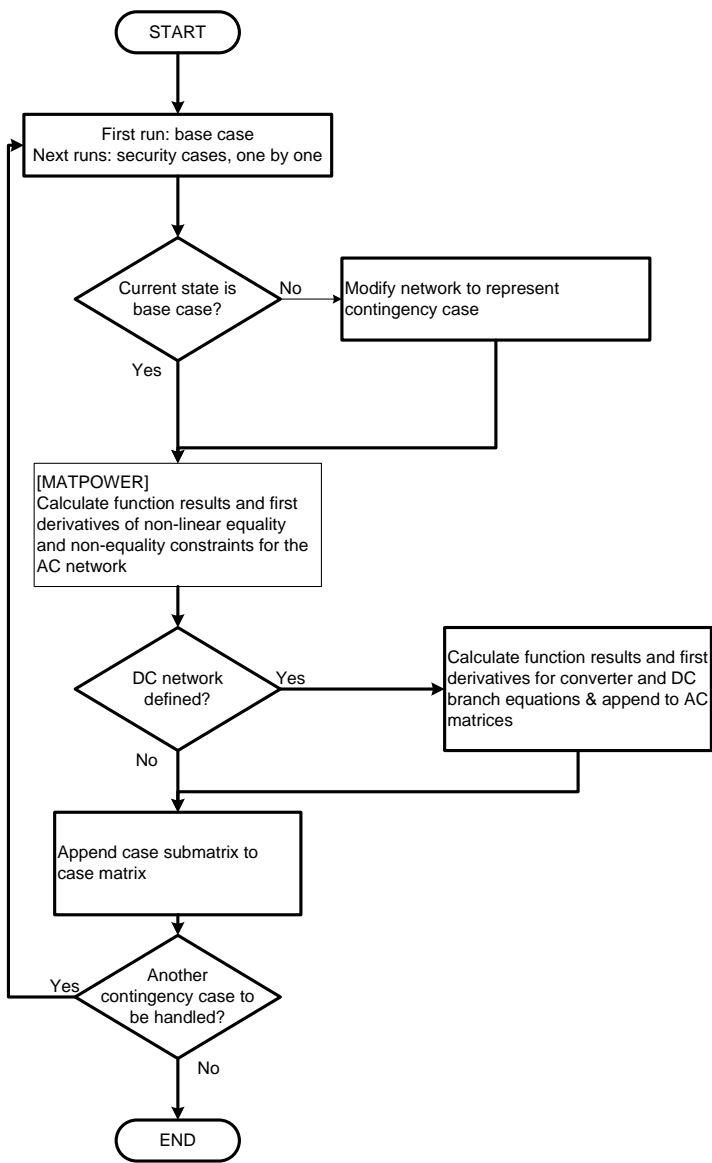 START
First run: base case
Next runs: security cases, one by one
Current state is
base case?
No
Modify network to represent
contingency case
Yes
[MATPOWER]
Calculate function results and first
derivatives of non-linear equality
and non-equality constraints for the
AC network
DC network
defined?
Yes
Calculate function results and first
derivatives for converter and DC
branch equations & append to AC
matrices
No
Append case submatrix to
case matrix
Another
contingency case to
be handled?
Yes
No
END